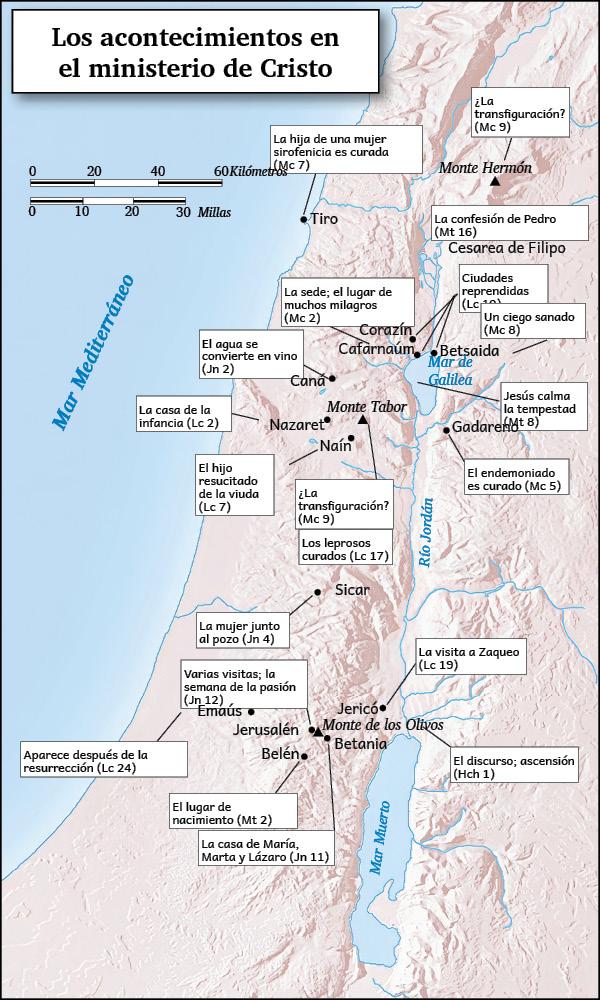 Los acontecimientos en
el ministerio de Cristo
¿La
transfiguración?
(Mc 9)
La hija de una mujer
sirofenicia es curada
(Mc 7)
Monte Hermón
0 20 40 60 Kilómetros
0 10 20 30 Millas
Tiro
La confesión de Pedro
(Mt 16)
Cesarea de Filipo
Ciudades
reprendidas
(Lc 10)
La sede; el lugar de
muchos milagros
(Mc 2)
Un ciego sanado
(Mc 8)
Mar Mediterráneo
Corazín
Cafarnaúm
Betsaida
El agua se
convierte en vino
(Jn 2)
Mar de
Galilea
Caná
Jesús calma
la tempestad
(Mt 8)
La casa de la
infancia (Lc 2)
Monte Tabor
Nazaret
Gadareno
Naín
El hijo
resucitado
de la viuda
(Lc 7)
El endemoniado
es curado (Mc 5)
¿La
transfiguración?
(Mc 9)
Río Jordán
Los leprosos
curados (Lc 17)
Sicar
La mujer junto
al pozo (Jn 4)
La visita a Zaqueo
(Lc 19)
Varias visitas; la
semana de la pasión
(Jn 12)
Emaús
Jericó
Jerusalén
Monte de los Olivos
Betania
Belén
Aparece después de la
resurrección (Lc 24)
El discurso; ascensión
(Hch 1)
El lugar de
nacimiento (Mt 2)
La casa de María,
Marta y Lázaro (Jn 11)
Mar Muerto